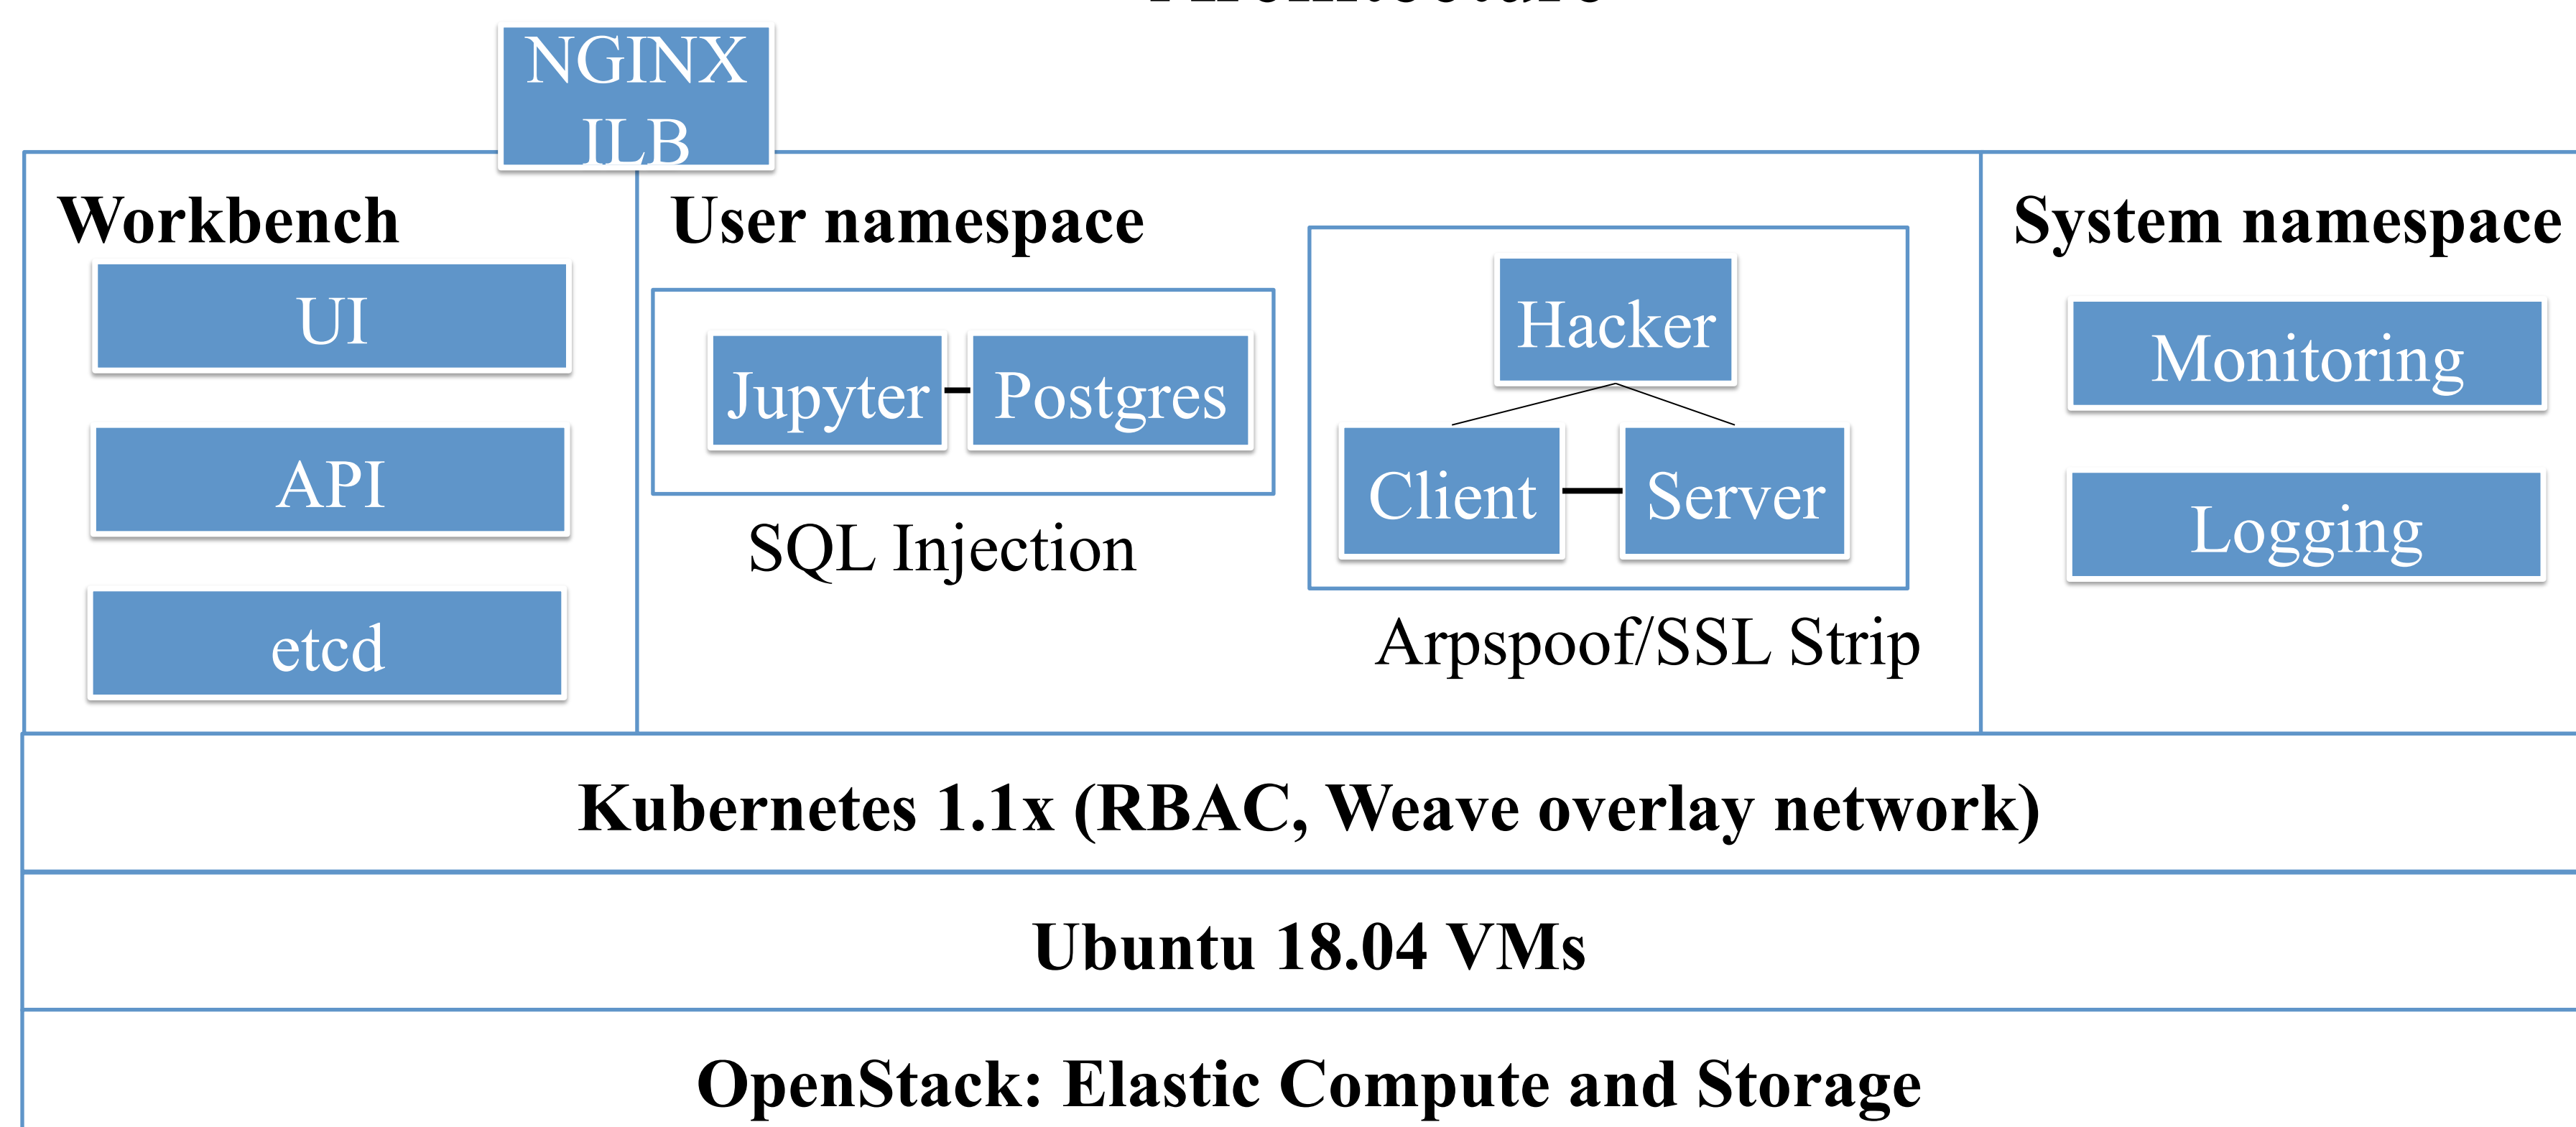 Architecture
NGINX
ILB
Workbench
UI
API
etcd
User namespace
Jupyter
Postgres
SQL Injection
Hacker
Client
Server
Arpspoof/SSL Strip
System namespace
Monitoring
Logging
Kubernetes 1.1x (RBAC, Weave overlay network)
Ubuntu 18.04 VMs
OpenStack: Elastic Compute and Storage